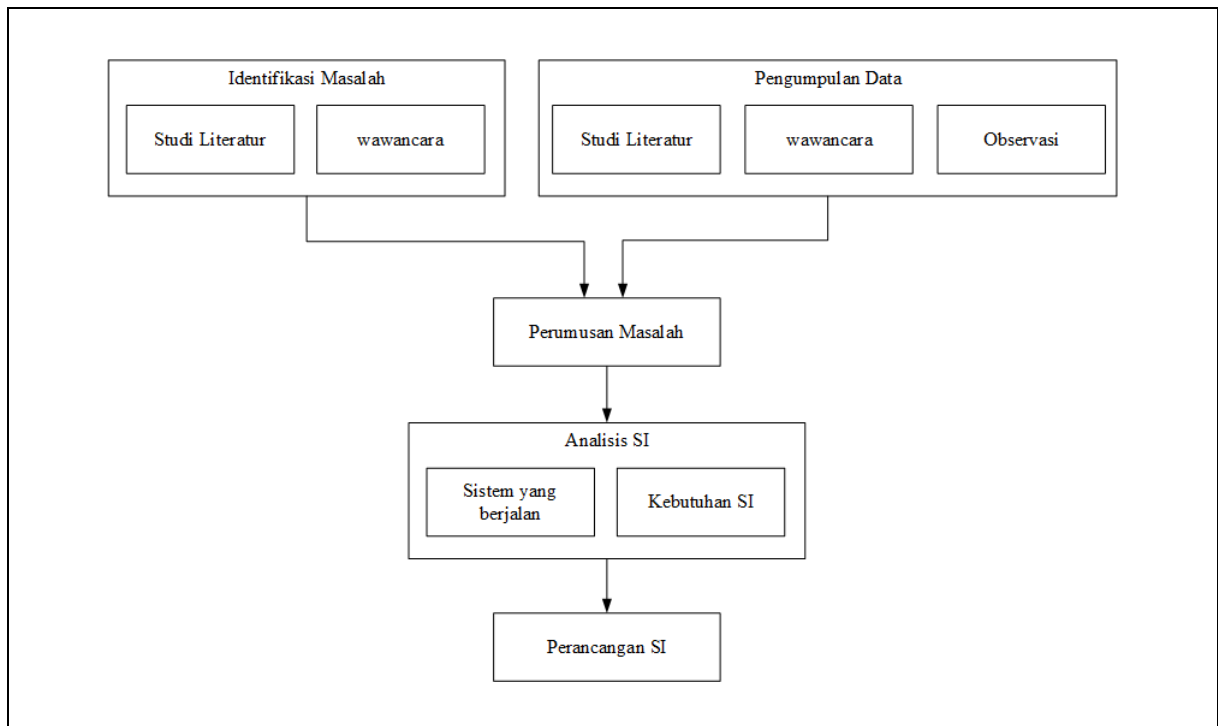 Identifikasi Masalah
Studi Literatur
wawancara
Pengumpulan Data
Studi Literatur
wawancara
Observasi
Perumusan Masalah
Analisis SI
Sistem yang
berjalan
Kebutuhan SI
Perancangan SI